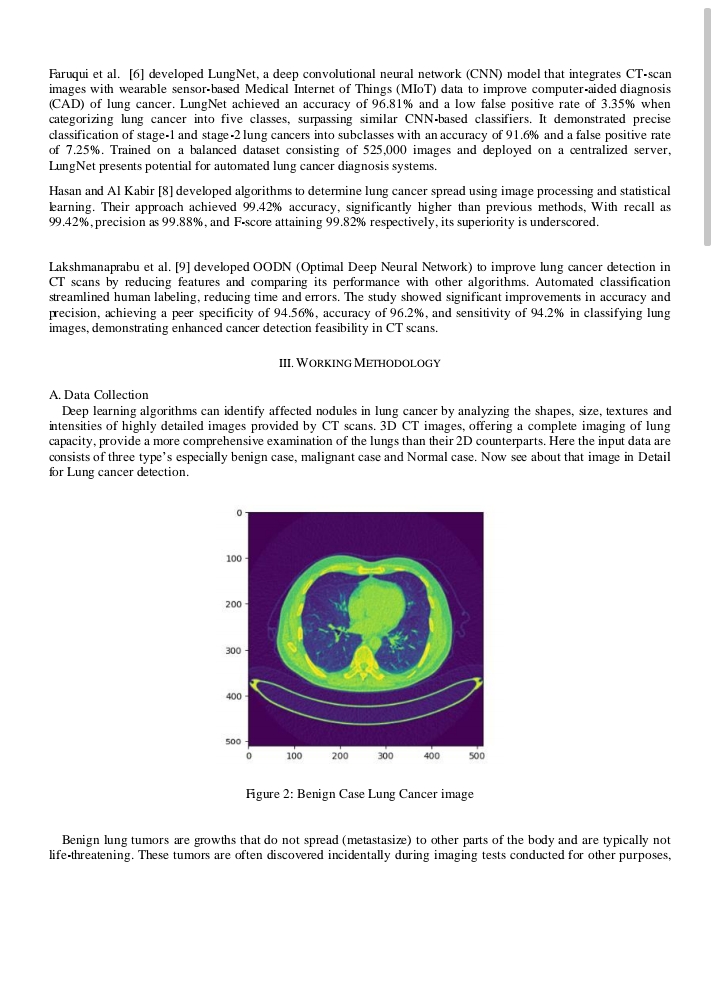 Faruqui et al. [6] developed LungNet, a deep convolutional neural network (CNN) model that integrates CT-scan
images with wearable sensor-based Medical Internet of Things (MIoT) data to improve computer-aided diagnosis
(CAD) of lung cancer. LungNet achieved an accuracy of 96.81% and a low false positive rate of 3.35% when
categorizing lung cancer into five classes, surpassing similar CNN-based classifiers. It demonstrated precise
classification of stage-1 and stage-2 lung cancers into subclasses with an accuracy of 91.6% and a false positive rate
of 7.25%. Trained on a balanced dataset consisting of 525,000 images and deployed on a centralized server,
LungNet presents potential for automated lung cancer diagnosis systems.
Hasan and Al Kabir [8] developed algorithms to determine lung cancer spread using image processing and statistical
learning. Their approach achieved 99.42% accuracy, significantly higher than previous methods, With recall as
99.42%, precision as 99.88%, and F-score attaining 99.82% respectively, its superiority is underscored.
Lakshmanaprabu et al. [9] developed OODN (Optimal Deep Neural Network) to improve lung cancer detection in
CT scans by reducing features and comparing its performance with other algorithms. Automated classification
streamlined human labeling, reducing time and errors. The study showed significant improvements in accuracy and
precision, achieving a peer specificity of 94.56%, accuracy of 96.2%, and sensitivity of 94.2% in classifying lung
images, demonstrating enhanced cancer detection feasibility in CT scans.
III. WORKING METHODOLOGY
A. Data Collection
Deep learning algorithms can identify affected nodules in lung cancer by analyzing the shapes, size, textures and
intensities of highly detailed images provided by CT scans. 3D CT images, offering a complete imaging of lung
capacity, provide a more comprehensive examination of the lungs than their 2D counterparts. Here the input data are
consists of three type's especially benign case, malignant case and Normal case. Now see about that image in Detail
for Lung cancer detection.
0
100
200
300
400
500
0 100 200 300 400 500
Figure 2: Benign Case Lung Cancer image
Benign lung tumors are growths that do not spread (metastasize) to other parts of the body and are typically not
life-threatening. These tumors are often discovered incidentally during imaging tests conducted for other purposes,